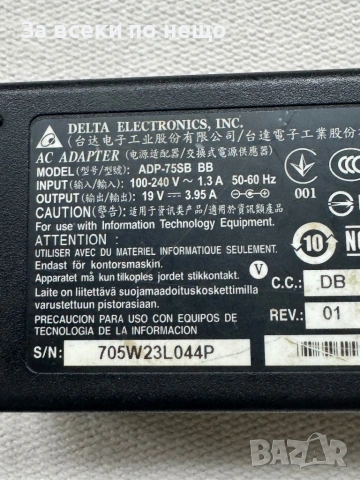 За всеки по нещо
DELTA ELECTRONICS, INC.
(台达电子工业股份有限公司/台達電子工業股份
AC ADAPTER (电源适配器/交換式電源供應器)
MODEL(型号/型號): ADP-75SB BB
INPUT (输入/輸入): 100-240 V ~ 1.3 A 50-60 Hz
OUTPUT (输出/輸出): 19 V ⎓ 3.95 A
CAUTION (警告): 适用于资讯类产品/適用於資訊類產品
For use with Information Technology Equipment.
ATTENTION :
UTILISER AVEC DU MATERIEL INFORMATIQUE SEULEMENT.
Endast för kontorsmaskin.
Apparatet må kun tilkoples jordet stikkontakt.
Laite on liitettävä suojamaadoituskoskettimilla
varustettuun pistorasiaan.
PRECAUCION PARA USO CON EQUIPOS DE
TECNOLOGIA DE LA INFORMATION
S/N: 705W23L044P
CCC
001
10
V
C.C.: DB
REV.: 01
BAZAR
bg